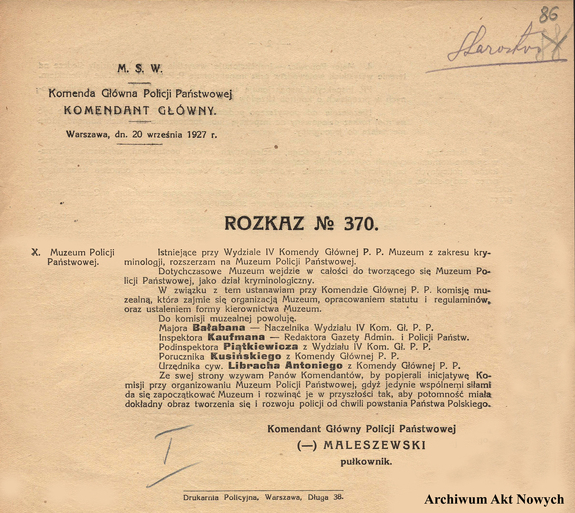 86
M. S. W.
Komenda Główna Policji Państwowej
KOMENDANT GŁÓWNY.
Warszawa, dn. 20 września 1927 r.
ROZKAZ № 370.
X. Muzeum Policji
Państwowej.
Istniejące przy Wydziale IV Komendy Głównej P. P. Muzeum z zakresu kry-
minologji, rozszerzam na Muzeum Policji Państwowej.
Dotychczasowe Muzeum wejdzie w całości do tworzącego się Muzeum Po-
licji Państwowej, jako dział kryminologiczny.
W związku z tem ustanawiam przy Komendzie Głównej P. P. komisję mu-
zealną, która zajmie się organizacją Muzeum, opracowaniem statutu i regulaminów,
oraz ustaleniem formy kierownictwa Muzeum.
Do komisji muzealnej powołuję.
Majora Bałabana — Naczelnika Wydziału IV Kom. Gł. P. P.
Inspektora Kaufmana — Redaktora Gazety Admin. i Policji Państw.
Podinspektora Piątkiewicza z Wydziału IV Kom. Gł. P. P.
Porucznika Kusińskiego z Komendy Głównej P. P.
Urzędnika cyw. Libracha Antoniego z Komendy Głównej P. P.
Ze swej strony wzywam Panów Komendantów, by popierali inicjatywę Ko-
misji przy organizowaniu Muzeum Policji Państwowej, gdyż jedynie wspólnemi siłami
da się zapoczątkować Muzeum i rozwinąć je w przyszłości tak, aby potomność miała
dokładny obraz tworzenia się i rozwoju policji od chwili powstania Państwa Polskiego.
Komendant Główny Policji Państwowej
(—) MALESZEWSKI
pułkownik.
I
Drukarnia Policyjna, Warszawa, Długa 38.
Archiwum Akt Nowych